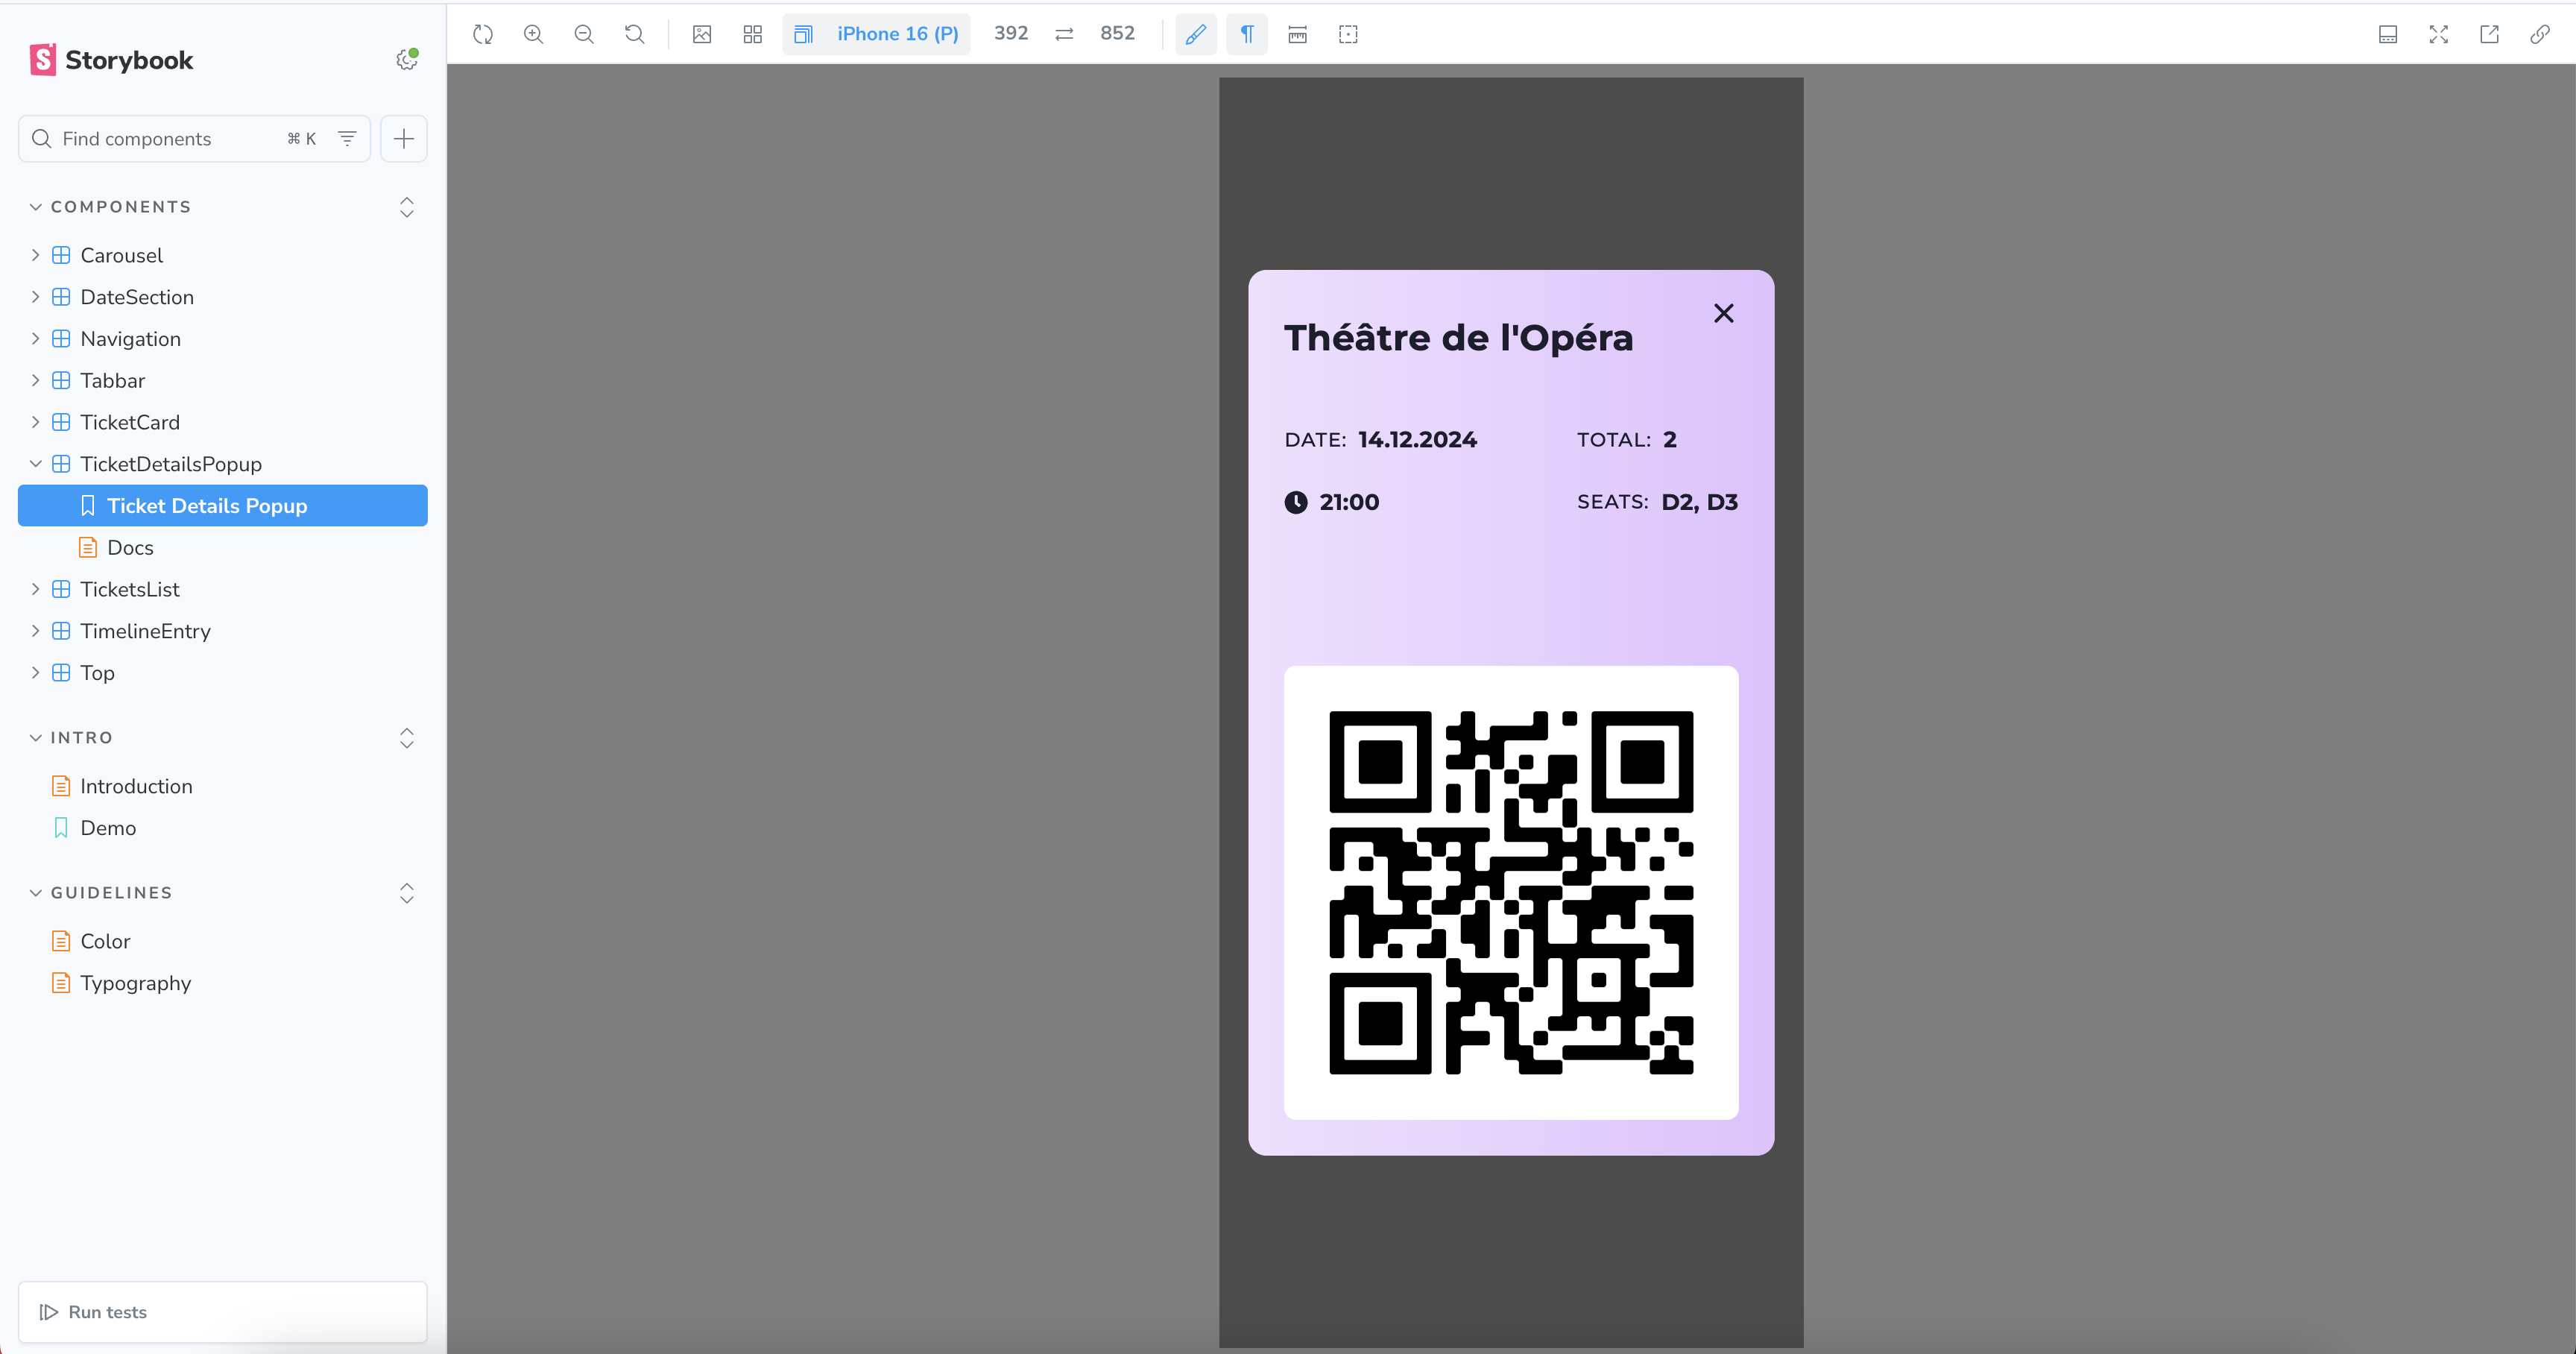 Storybook
Find components ⌘ K
COMPONENTS
Carousel
DateSection
Navigation
Tabbar
TicketCard
TicketDetailsPopup
Ticket Details Popup
Docs
TicketsList
TimelineEntry
Top
INTRO
Introduction
Demo
GUIDELINES
Color
Typography
Run tests
iPhone 16 (P) 392 852
Théâtre de l'Opéra
DATE: 14.12.2024 TOTAL: 2
21:00 SEATS: D2, D3